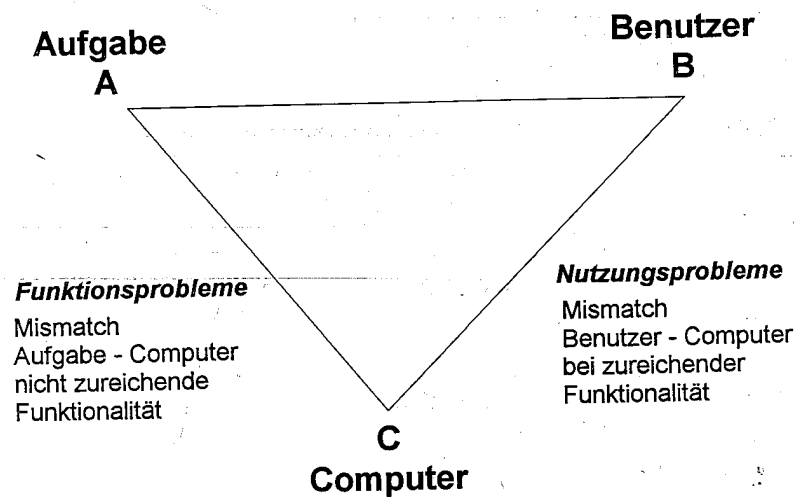 Aufgabe
A
Benutzer
B
Funktionsprobleme
Mismatch
Aufgabe - Computer
nicht zureichende
Funktionalität
Nutzungsprobleme
Mismatch
Benutzer - Computer
bei zureichender
Funktionalität
C
Computer